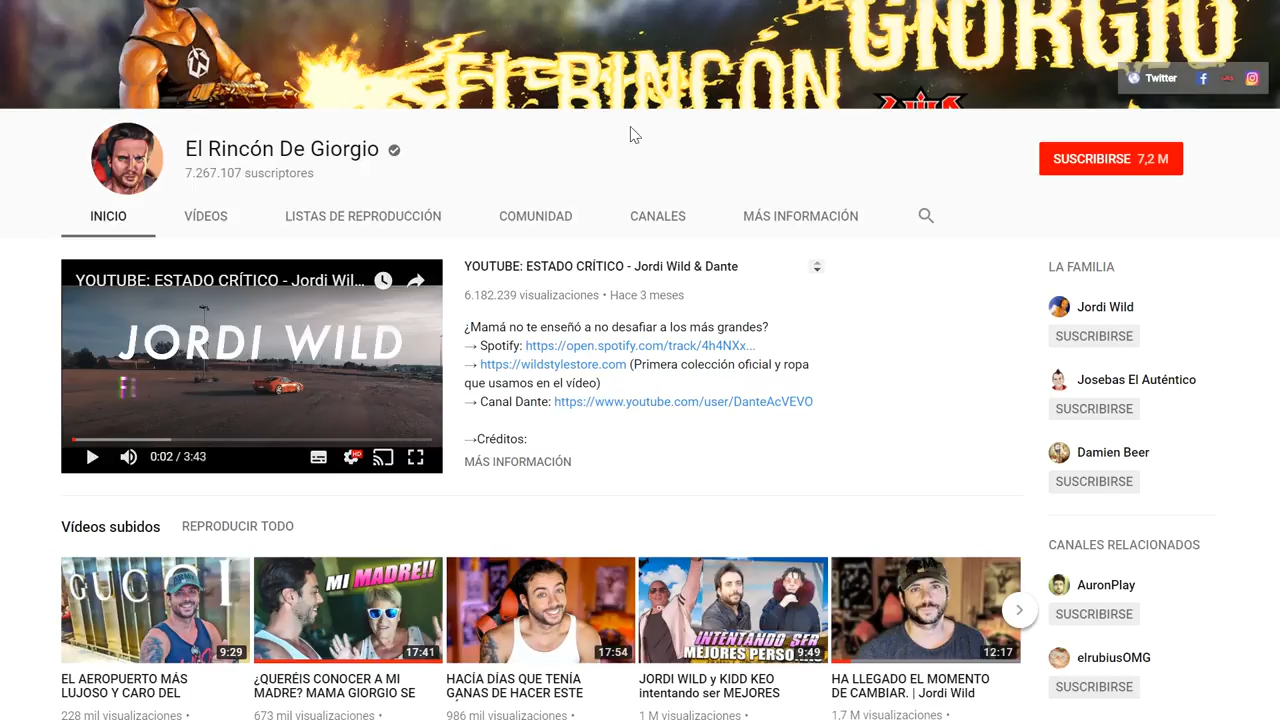 GIORGIO
EL RINCÓN
Twitter
El Rincón De Giorgio
7.267.107 suscriptores
SUSCRIBIRSE 7,2 M
INICIO
VÍDEOS
LISTAS DE REPRODUCCIÓN
COMUNIDAD
CANALES
MÁS INFORMACIÓN
YOUTUBE: ESTADO CRÍTICO - Jordi Wil...
JORDI WILD
0:02 / 3:43
HD
YOUTUBE: ESTADO CRÍTICO - Jordi Wild & Dante
6.182.239 visualizaciones • Hace 3 meses
¿Mamá no te enseñó a no desafiar a los más grandes?
→ Spotify: https://open.spotify.com/track/4h4NXx...
→ https://wildstylestore.com (Primera colección oficial y ropa
que usamos en el vídeo)
→ Canal Dante: https://www.youtube.com/user/DanteAcVEVO
→Créditos:
MÁS INFORMACIÓN
LA FAMILIA
Jordi Wild
SUSCRIBIRSE
Josebas El Auténtico
SUSCRIBIRSE
Damien Beer
SUSCRIBIRSE
CANALES RELACIONADOS
AuronPlay
SUSCRIBIRSE
elrubiusOMG
SUSCRIBIRSE
Vídeos subidos
REPRODUCIR TODO
GUCCI
9:29
EL AEROPUERTO MÁS
LUJOSO Y CARO DEL
228 mil visualizaciones •
MI MADRE!!
17:41
¿QUERÉIS CONOCER A MI
MADRE? MAMA GIORGIO SE
673 mil visualizaciones •
17:54
HACÍA DÍAS QUE TENÍA
GANAS DE HACER ESTE
986 mil visualizaciones •
INTENTANDO SER
MEJORES PERSO
9:49
JORDI WILD y KIDD KEO
intentando ser MEJORES
1 M visualizaciones •
12:17
HA LLEGADO EL MOMENTO
DE CAMBIAR. | Jordi Wild
1,7 M visualizaciones •